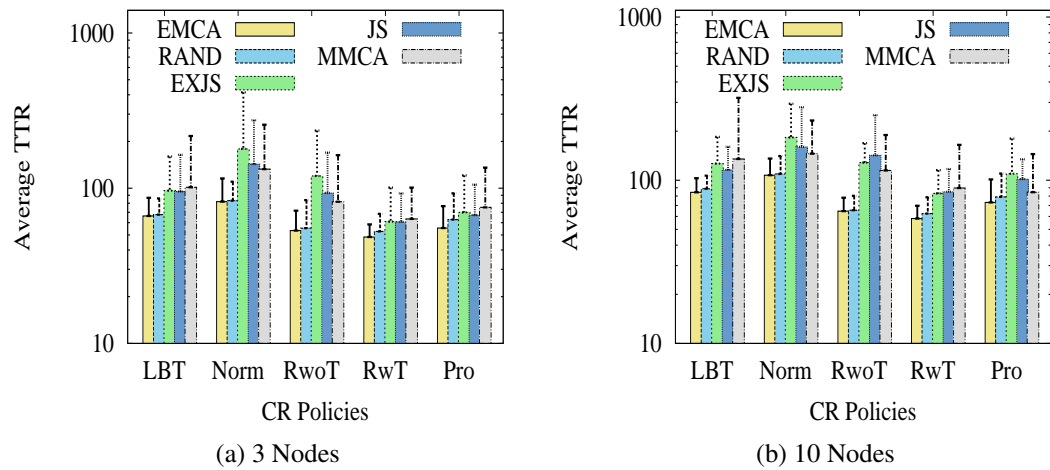 1000
100
10
Average TTR
EMCA
RAND
EXJS
JS
MMCA
LBT Norm RwoT RwT Pro
CR Policies
(a) 3 Nodes
1000
100
10
Average TTR
EMCA
RAND
EXJS
JS
MMCA
LBT Norm RwoT RwT Pro
CR Policies
(b) 10 Nodes